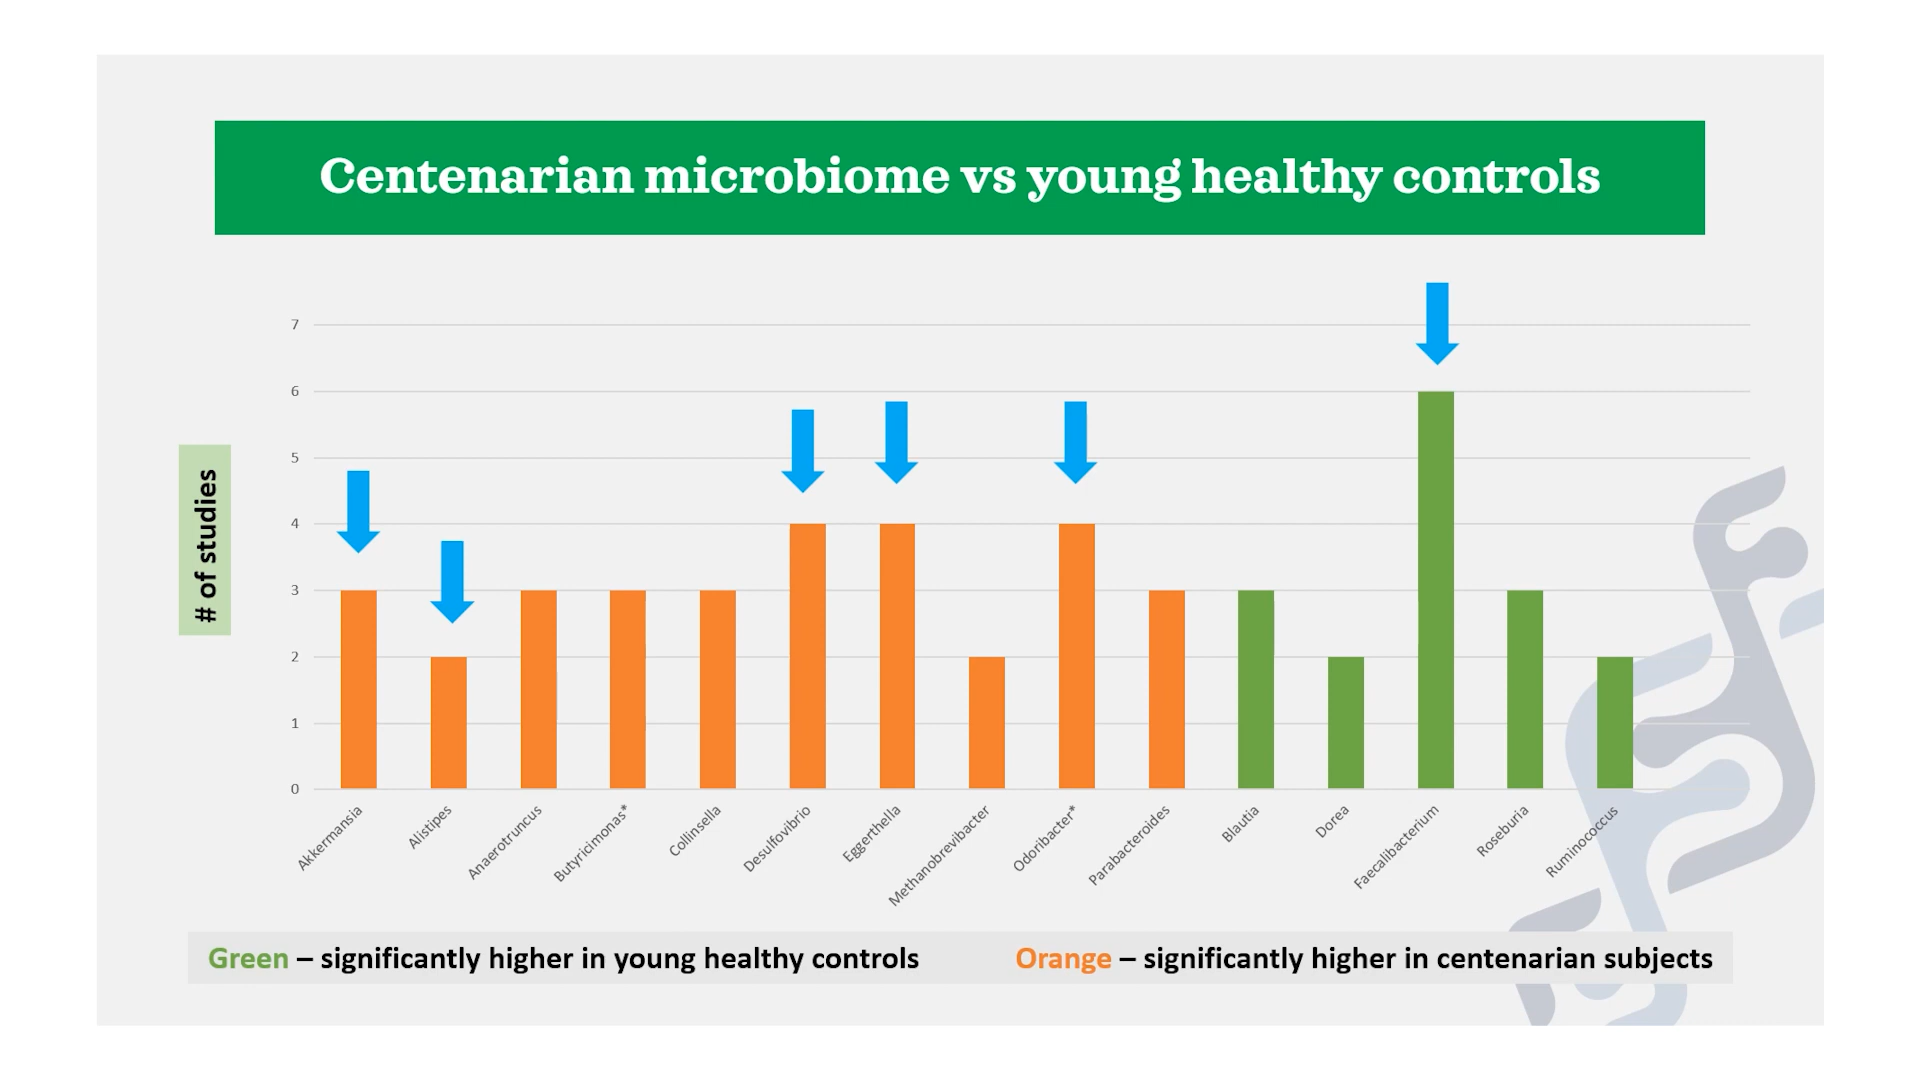 Centenarian microbiome vs young healthy controls
# of studies
7
6
5
4
3
2
1
0
Akkermansia
Alistipes
Anaerotruncus
Butyricimonas*
Collinsella
Desulfovibrio
Eggerthella
Methanobrevibacter
Odoribacter*
Parabacteroides
Blautia
Dorea
Faecalibacterium
Roseburia
Ruminococcus
Green – significantly higher in young healthy controls
Orange – significantly higher in centenarian subjects